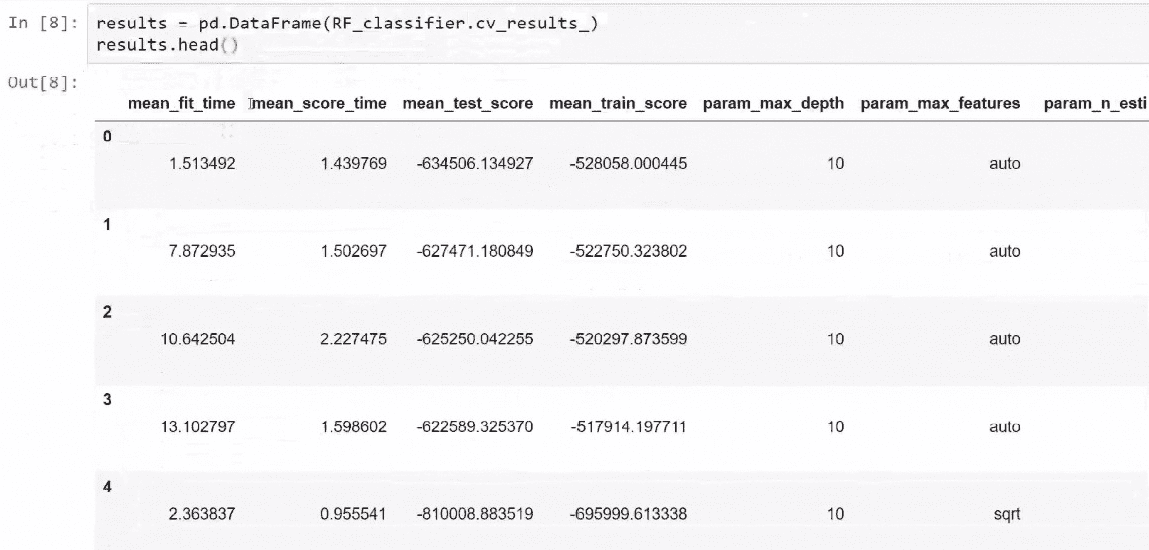 In [8]: results = pd.DataFrame(RF_classifier.cv_results_)
results.head()
Out[8]:
mean_fit_time mean_score_time mean_test_score mean_train_score param_max_depth param_max_features param_n_esti
0
1.513492 1.439769 -634506.134927 -528058.000445 10 auto
1
7.872935 1.502697 -627471.180849 -522750.323802 10 auto
2
10.642504 2.227475 -625250.042255 -520297.873599 10 auto
3
13.102797 1.598602 -622589.325370 -517914.197711 10 auto
4
2.363837 0.955541 -810008.883519 -695999.613338 10 sqrt